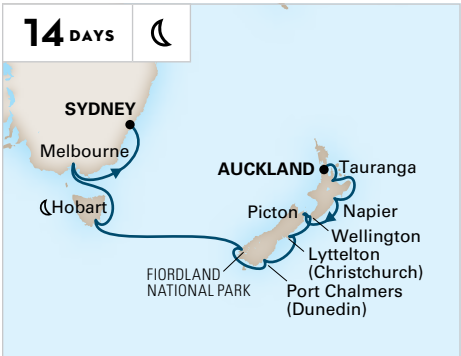 14 DAYS
SYDNEY
Melbourne
Hobart
AUCKLAND
Tauranga
Picton
Napier
Wellington
Lyttelton
(Christchurch)
FIORDLAND
NATIONAL PARK
Port Chalmers
(Dunedin)